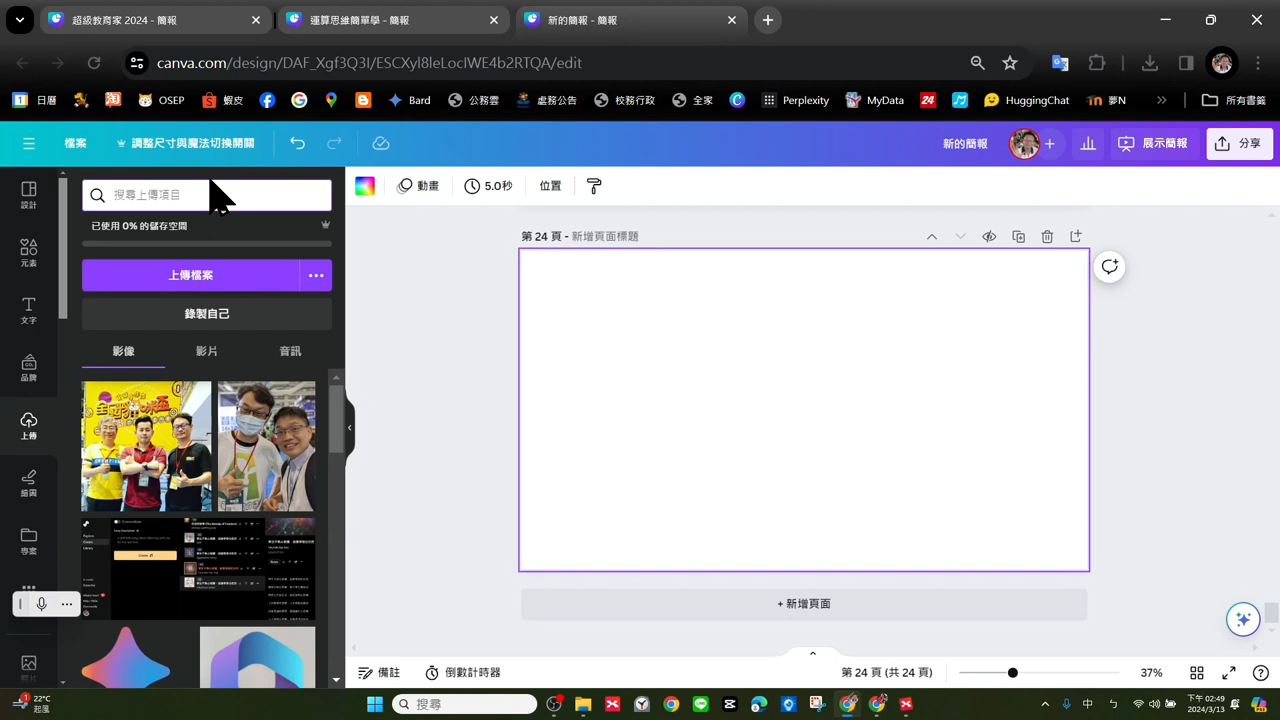 超級教育家 2024 – 簡報
運算思維簡單學 - 簡報
新的簡報 - 簡報
canva.com/design/DAF_Xgf3Q3I/ESCXyl8leLocIWE4b2RTQA/edit
日曆
淘
OSEP
蝦皮
Bard
公務雲
處務公告
校務行政
全家
Perplexity
MyData
24
HuggingChat
夢N
所有書籤
檔案
調整尺寸與魔法切換開關
新的簡報
展示簡報
分享
設計
元素
文字
品牌
上傳
繪圖
專案
照片
搜尋上傳項目
已使用 0% 的儲存空間
上傳檔案
錄製自己
影像
影片
音訊
動畫
5.0秒
位置
第 24 頁 - 新增頁面標題
+ 新增頁面
備註
倒數計時器
第 24 頁 (共 24 頁)
37%
22°C
起風
搜尋
中
下午 02:49
2024/3/13